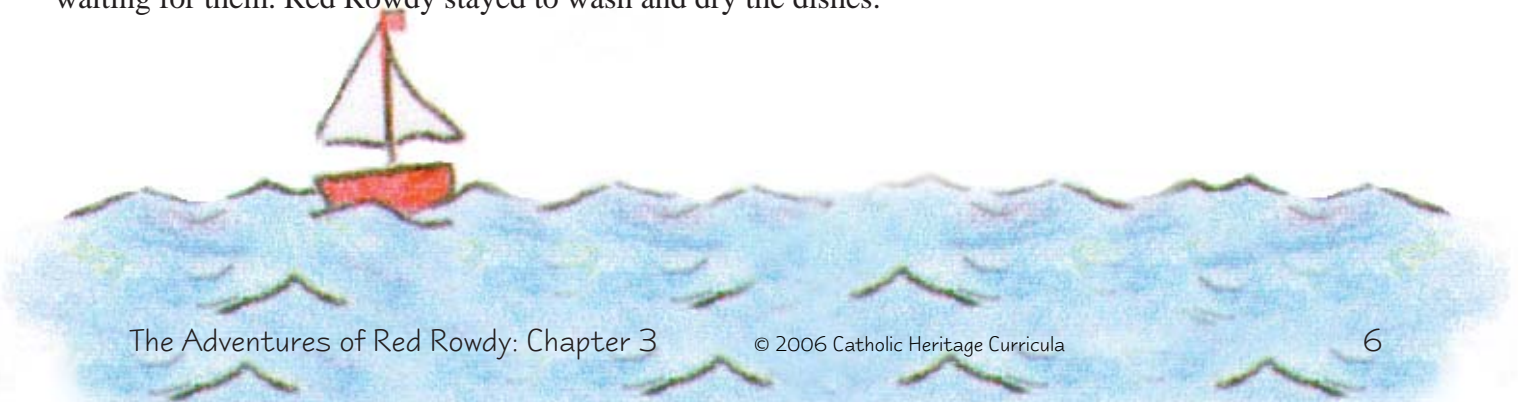 waiting for them. Red Rowdy stayed to wash and dry the dishes.
The Adventures of Red Rowdy: Chapter 3 © 2006 Catholic Heritage Curricula 6